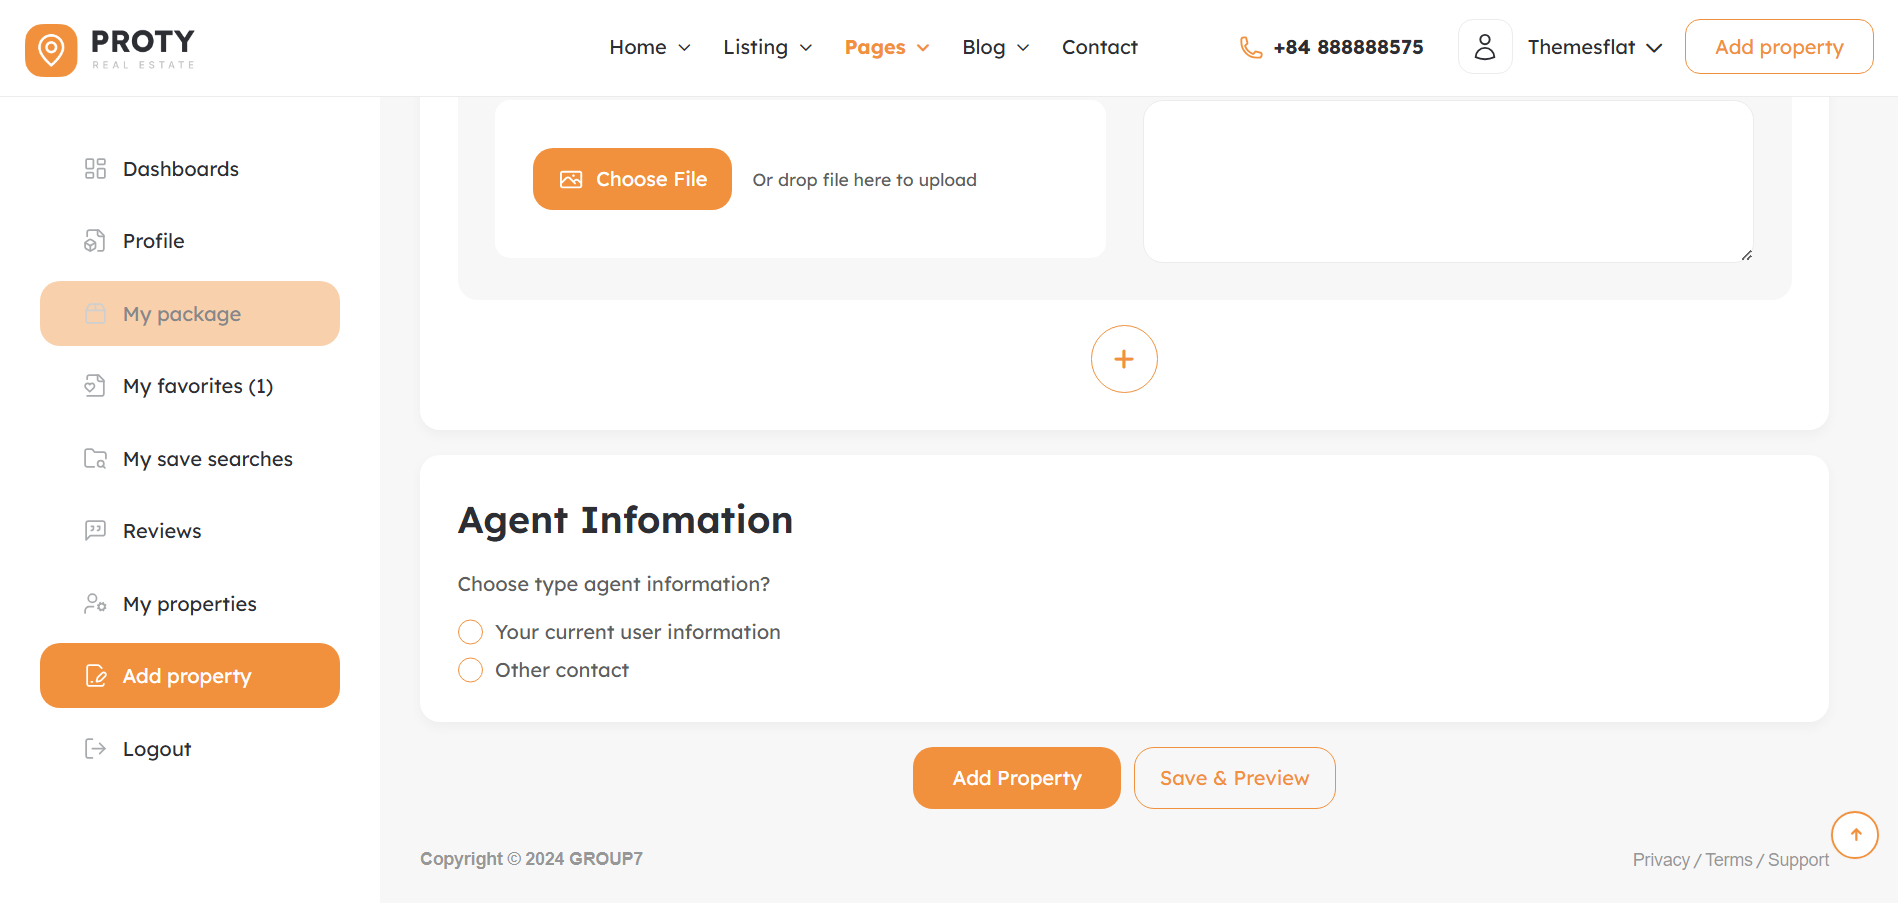 PROTY
REAL ESTATE
Home
Listing
Pages
Blog
Contact
+84 888888575
Themesflat
Add property
Dashboards
Profile
My package
My favorites (1)
My save searches
Reviews
My properties
Add property
Logout
Choose File
Or drop file here to upload
+
Agent Infomation
Choose type agent information?
Your current user information
Other contact
Add Property
Save & Preview
Copyright © 2024 GROUP7
Privacy / Terms / Support